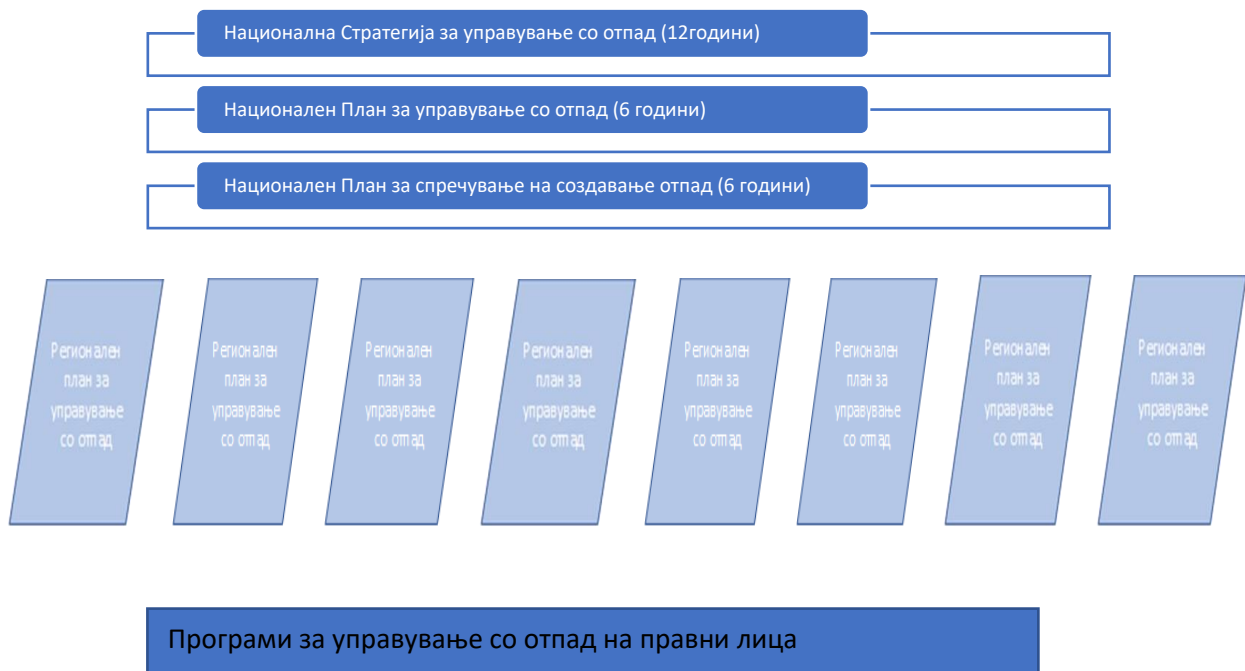 Национална Стратегија за управување со отпад (12години)
Национален План за управување со отпад (6 години)
Национален План за спречување на создавање отпад (6 години)
Регионален
план за
управување
со отпад
Регионален
план за
управување
со отпад
Регионален
план за
управување
со отпад
Регионален
план за
управување
со отпад
Регионален
план за
управување
со отпад
Регионален
план за
управување
со отпад
Регионален
план за
управување
со отпад
Регионален
план за
управување
со отпад
Програми за управување со отпад на правни лица